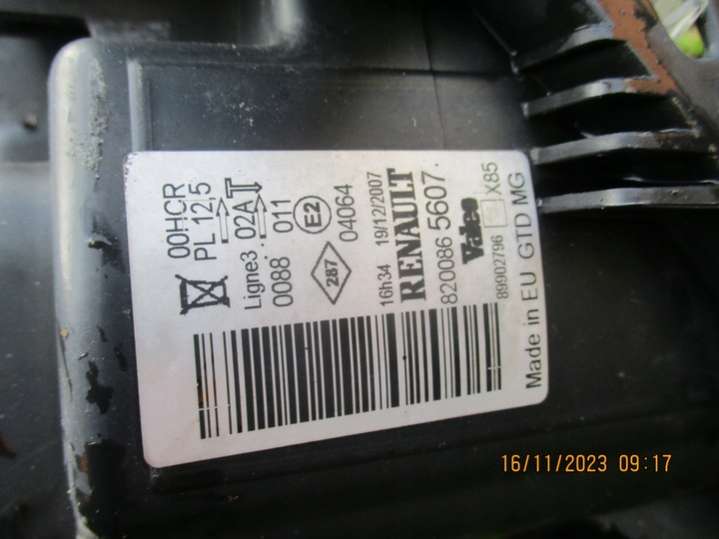 00HCR
PL 12,5
Ligne3 02A
0088 011
E2
287
04064
16h34 19/12/2007
RENAULT
820086 5607
Valeo
89902796 X85
Made in EU GTD MG
16/11/2023 09:17